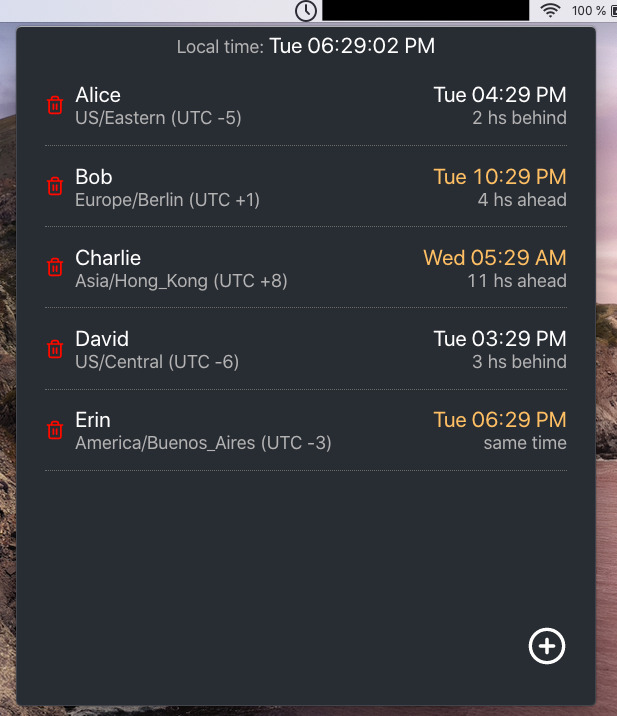 100 %
Local time: Tue 06:29:02 PM
Alice
Tue 04:29 PM
US/Eastern (UTC -5)
2 hs behind
Bob
Tue 10:29 PM
Europe/Berlin (UTC +1)
4 hs ahead
Charlie
Wed 05:29 AM
Asia/Hong_Kong (UTC +8)
11 hs ahead
David
Tue 03:29 PM
US/Central (UTC -6)
3 hs behind
Erin
Tue 06:29 PM
America/Buenos_Aires (UTC -3)
same time